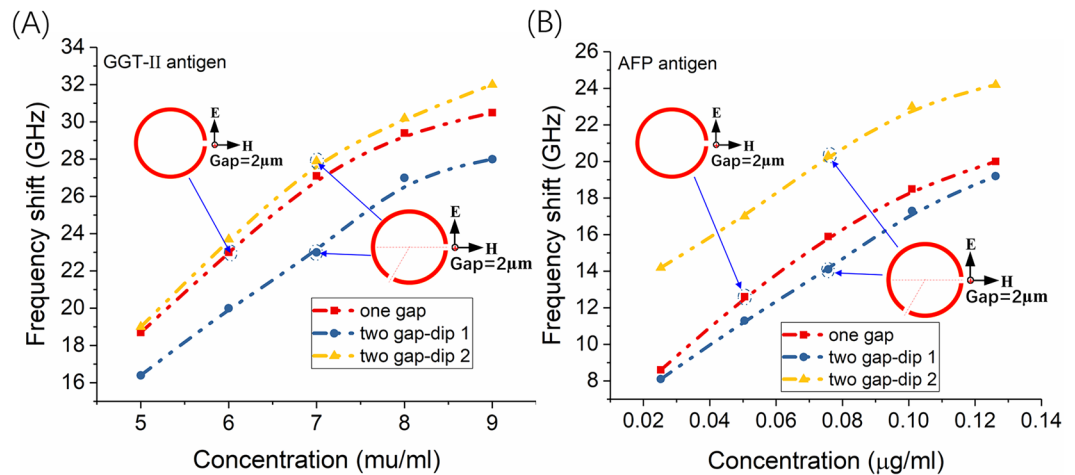 (A)
GGT-II antigen
Frequency shift (GHz)
34
32
30
28
26
24
22
20
18
16
E
H
Gap=2μm
E
H
Gap=2μm
one gap
two gap-dip 1
two gap-dip 2
5
6
7
8
9
Concentration (mu/ml)
(B)
AFP antigen
Frequency shift (GHz)
26
24
22
20
18
16
14
12
10
8
E
H
Gap=2μm
E
H
Gap=2μm
one gap
two gap-dip 1
two gap-dip 2
0.02
0.04
0.06
0.08
0.10
0.12
0.14
Concentration (μg/ml)